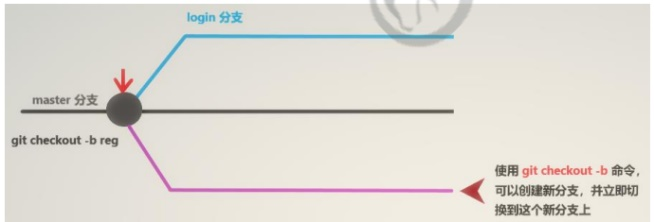 login 分支
master 分支
git checkout -b reg
使用 git checkout -b 命令，
可以创建新分支，并立即切
换到这个新分支上